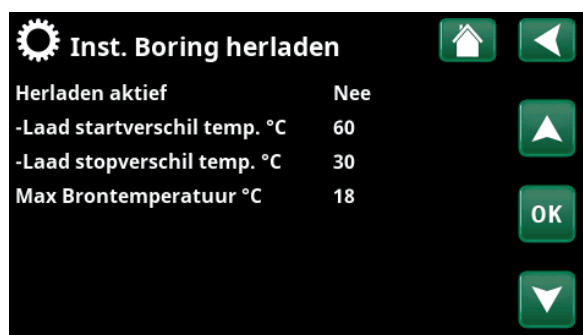 Inst. Boring herladen
Herladen aktief Nee
-Laad startverschil temp. °C 60
-Laad stopverschil temp. °C 30
Max Brontemperatuur °C 18
OK